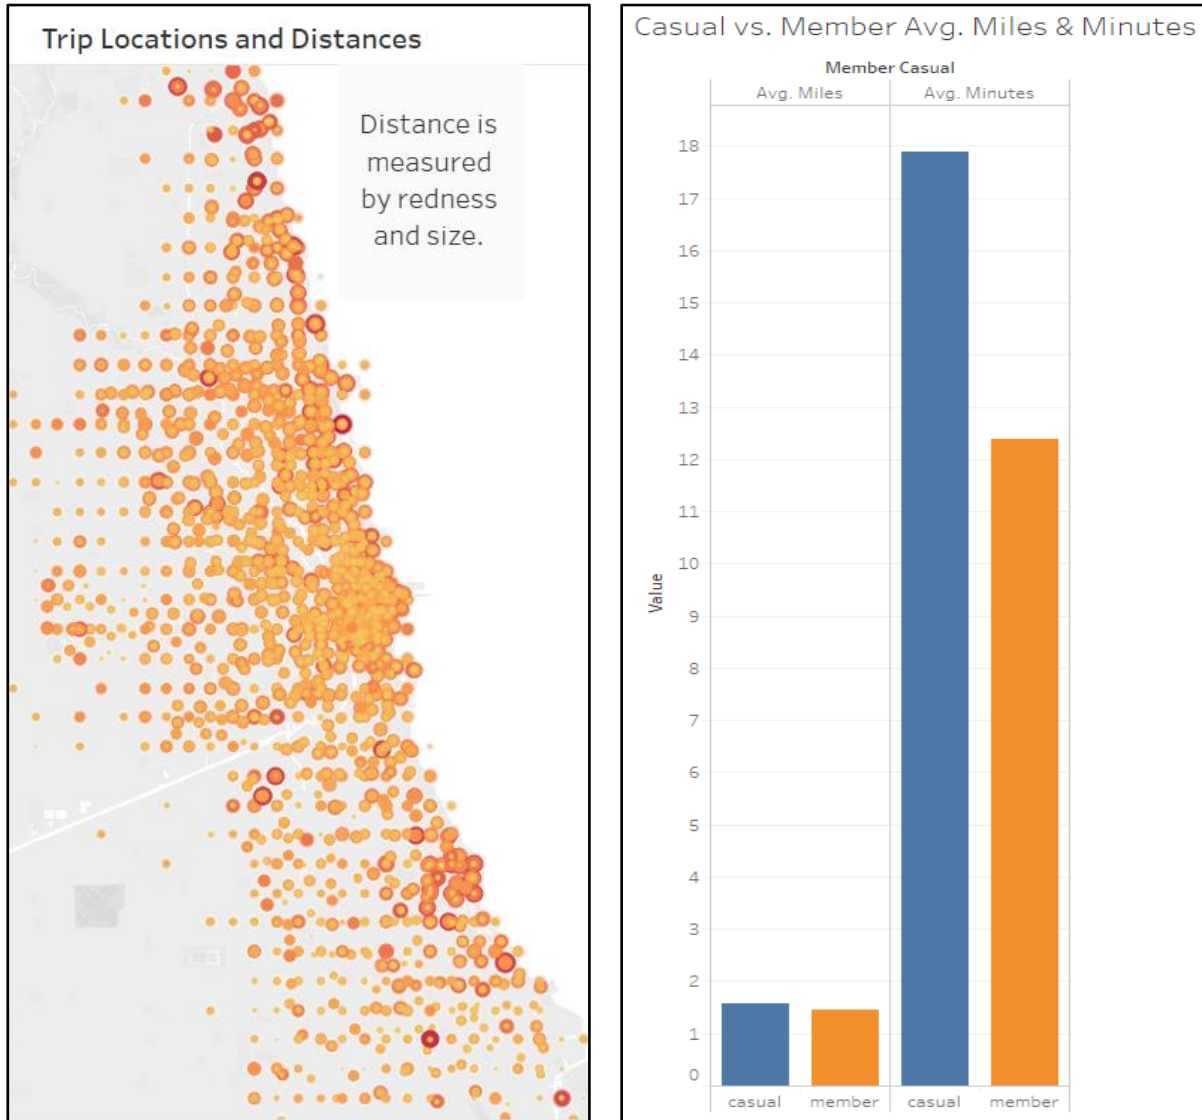 Trip Locations and Distances
Distance is
measured
by redness
and size.
Casual vs. Member Avg. Miles & Minutes
Member Casual
Avg. Miles
Avg. Minutes
18
17
16
15
14
13
12
11
10
9
8
7
6
5
4
3
2
1
0
Value
casual
member
casual
member